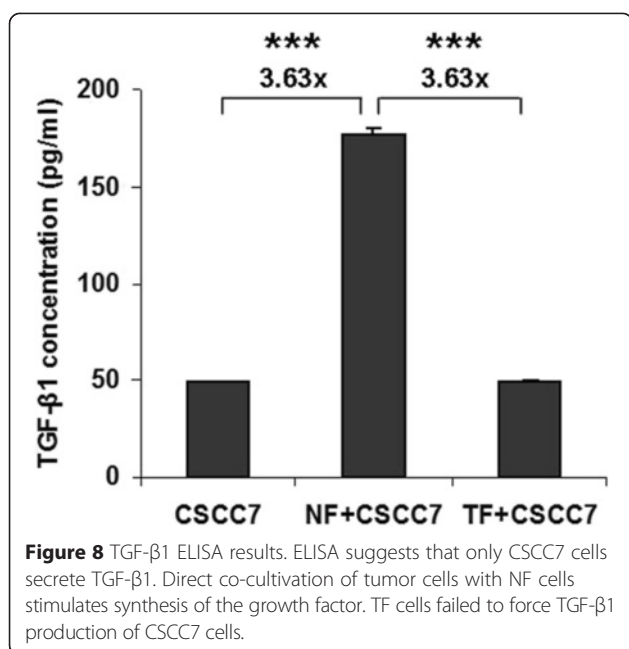 *** ***
3.63x 3.63x
TGF-β1 concentration (pg/ml)
200
150
100
50
0
CSCC7 NF+CSCC7 TF+CSCC7
Figure 8 TGF-β1 ELISA results. ELISA suggests that only CSCC7 cells
secrete TGF-β1. Direct co-cultivation of tumor cells with NF cells
stimulates synthesis of the growth factor. TF cells failed to force TGF-β1
production of CSCC7 cells.